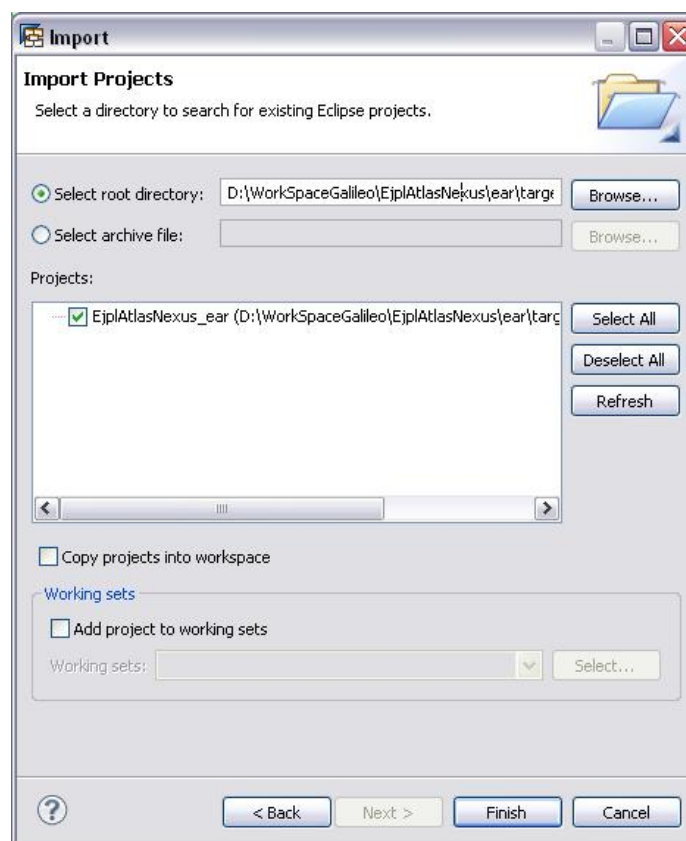 Import
Import Projects
Select a directory to search for existing Eclipse projects.
Select root directory: D:\WorkSpaceGalileo\EjplAtlasNexus\ear\targe Browse...
Select archive file: Browse...
Projects:
EjplAtlasNexus_ear (D:\WorkSpaceGalileo\EjplAtlasNexus\ear\targ Select All
Deselect All
Refresh
Copy projects into workspace
Working sets
Add project to working sets
Working sets: Select...
? < Back Next > Finish Cancel